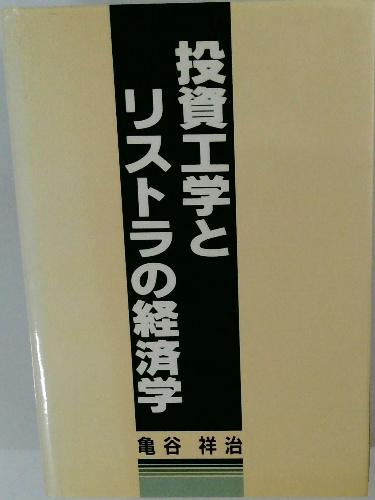 投資工学と
リストラの経済学
亀谷 祥治